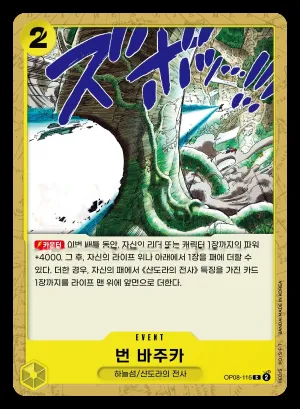 2
ズボッ…!!
카운터 이번 배틀 동안, 자신의 리더 또는 캐릭터 1장까지의 파워
+4000. 그 후, 자신의 라이프 위나 아래에서 1장을 패에 더할 수
있다. 더한 경우, 자신의 패에서 《샨도라의 전사》 특징을 가진 카드
1장까지를 라이프 맨 위에 앞면으로 더한다.
EVENT
번 바주카
하늘섬/샨도라의 전사
OP08-116